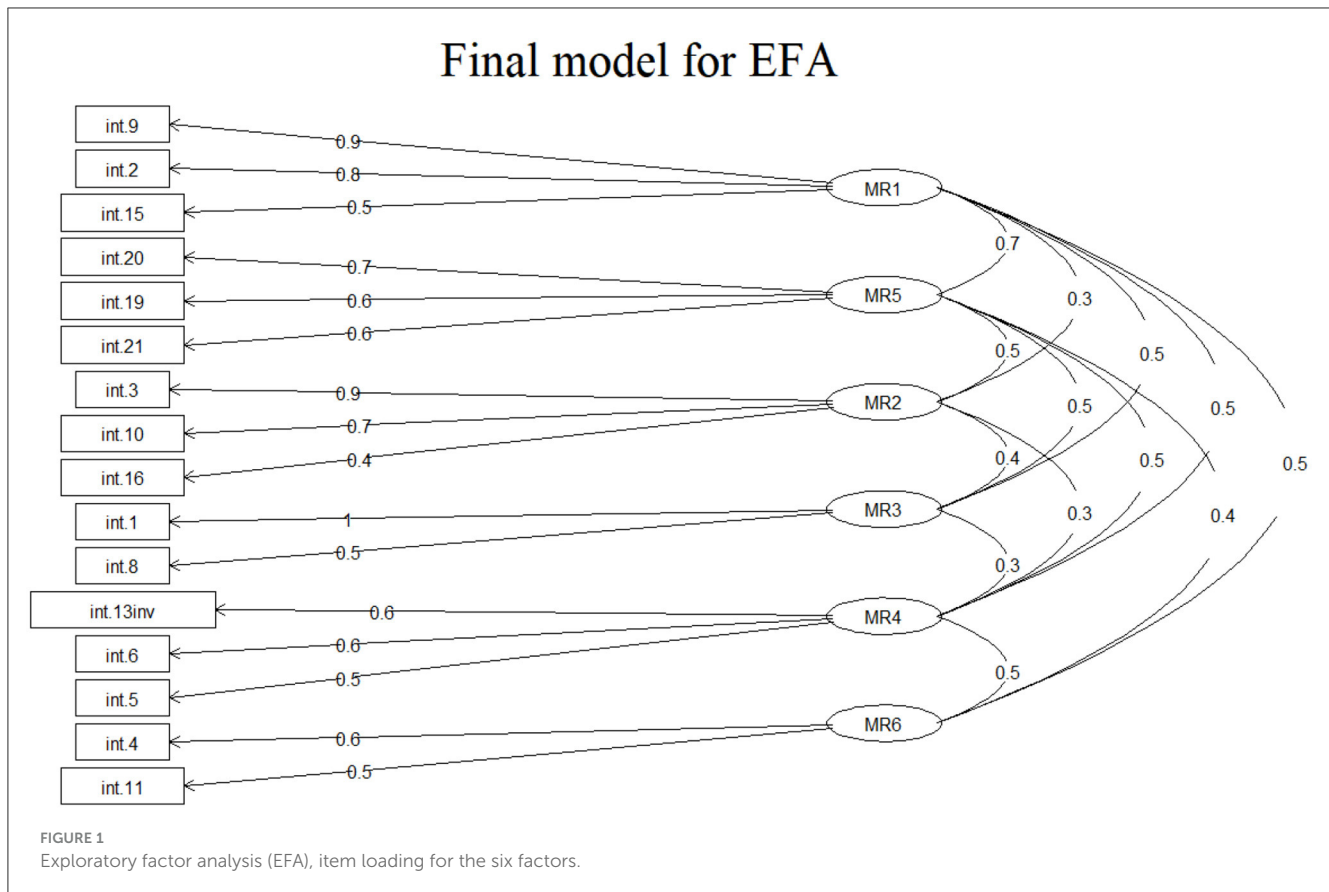 Final model for EFA
int.9
0.9
int.2
0.8
MR1
int.15
0.5
int.20
0.7
0.7
int.19
0.6
MR5
0.3
int.21
0.6
0.5
0.5
int.3
0.9
MR2
0.5
0.5
int.10
0.7
int.16
0.4
0.4
0.5
0.5
int.1
1
MR3
0.3
0.4
int.8
0.5
0.3
int.13inv
0.6
MR4
int.6
0.6
int.5
0.5
0.5
int.4
0.6
MR6
int.11
0.5
FIGURE 1
Exploratory factor analysis (EFA), item loading for the six factors.